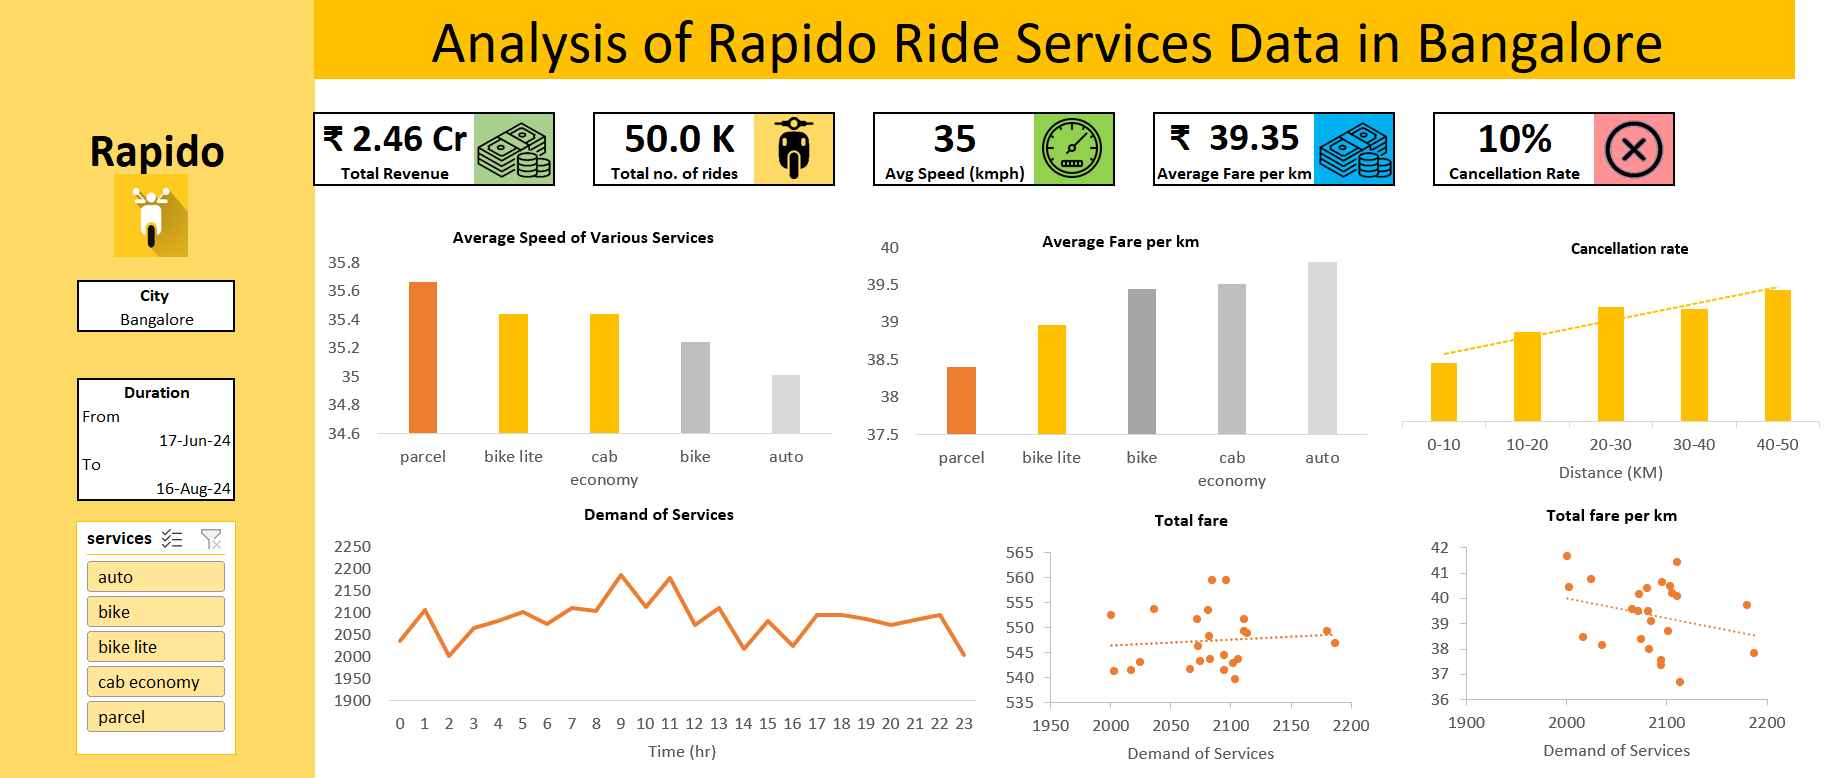 Analysis of Rapido Ride Services Data in Bangalore
Rapido
City
Bangalore
Duration
From
17-Jun-24
To
16-Aug-24
services
auto
bike
bike lite
cab economy
parcel
₹ 2.46 Cr
Total Revenue
50.0 K
Total no. of rides
35
Avg Speed (kmph)
₹ 39.35
Average Fare per km
10%
Cancellation Rate
Average Speed of Various Services
35.8
35.6
35.4
35.2
35
34.8
34.6
parcel bike lite cab bike auto
economy
Average Fare per km
40
39.5
39
38.5
38
37.5
parcel bike lite bike cab auto
economy
Cancellation rate
0-10 10-20 20-30 30-40 40-50
Distance (KM)
Demand of Services
2250
2200
2150
2100
2050
2000
1950
1900
0 1 2 3 4 5 6 7 8 9 10 11 12 13 14 15 16 17 18 19 20 21 22 23
Time (hr)
Total fare
565
560
555
550
545
540
535
1950 2000 2050 2100 2150 2200
Demand of Services
Total fare per km
42
41
40
39
38
37
36
1900 2000 2100 2200
Demand of Services